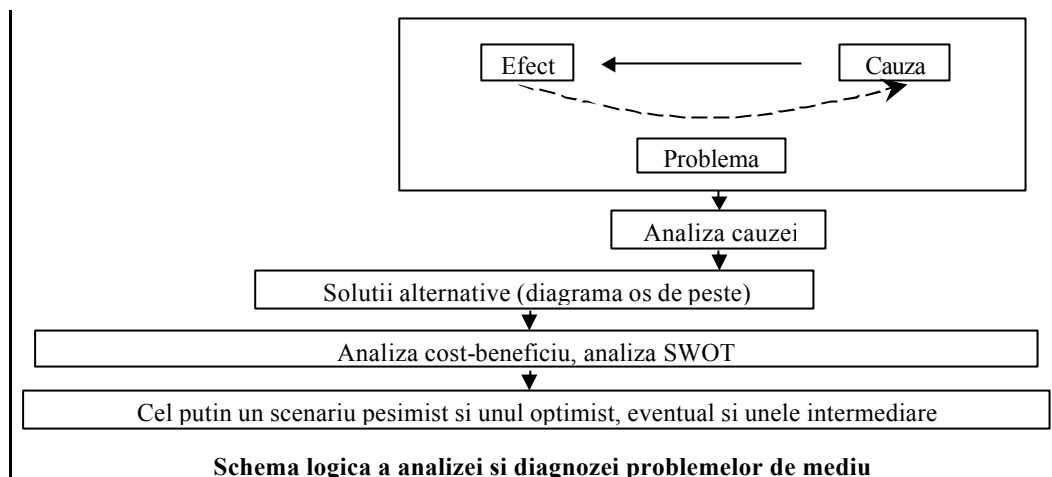 Efect
Cauza
Problema
Analiza cauzei
Solutii alternative (diagrama os de peste)
Analiza cost-beneficiu, analiza SWOT
Cel putin un scenariu pesimist si unul optimist, eventual si unele intermediare
Schema logica a analizei si diagnozei problemelor de mediu